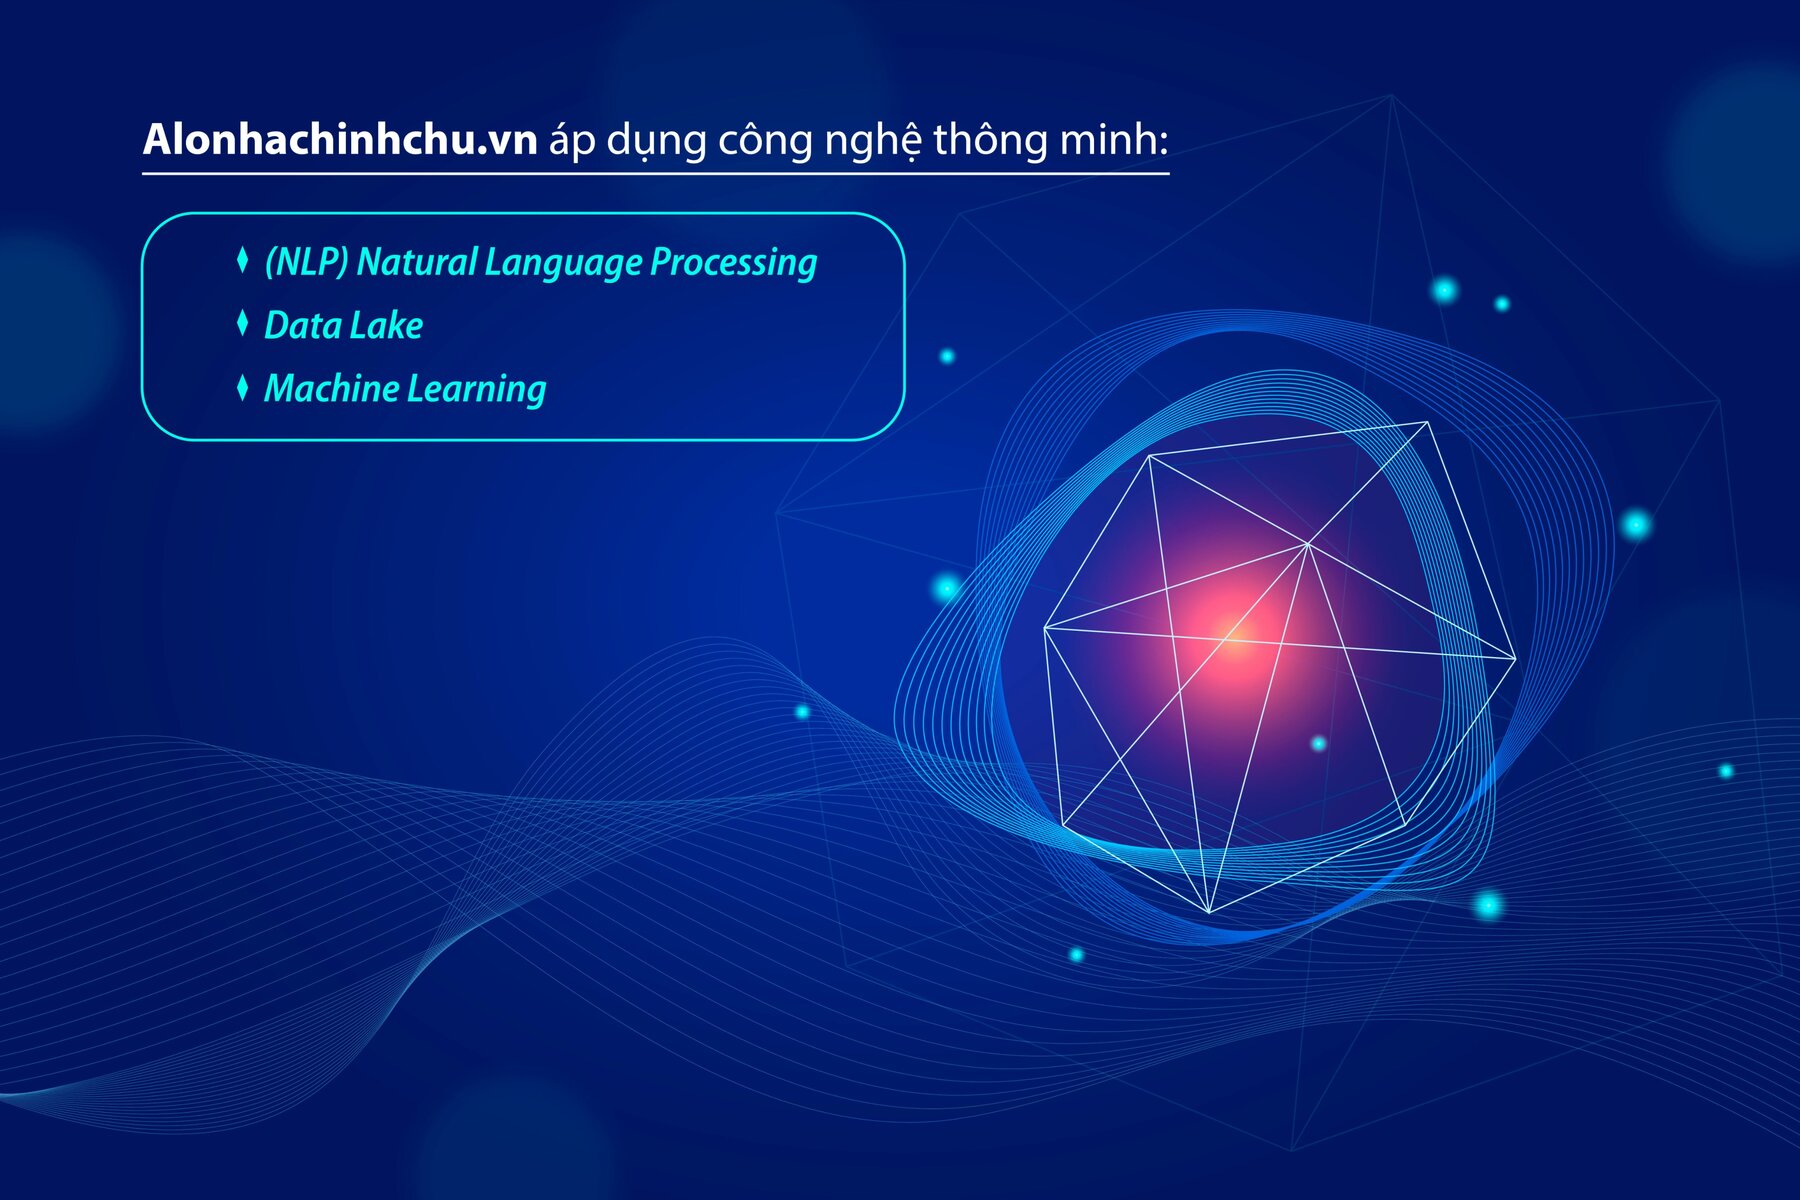 Alonhachinhchu.vn áp dụng công nghệ thông minh:
♦ (NLP) Natural Language Processing
♦ Data Lake
♦ Machine Learning